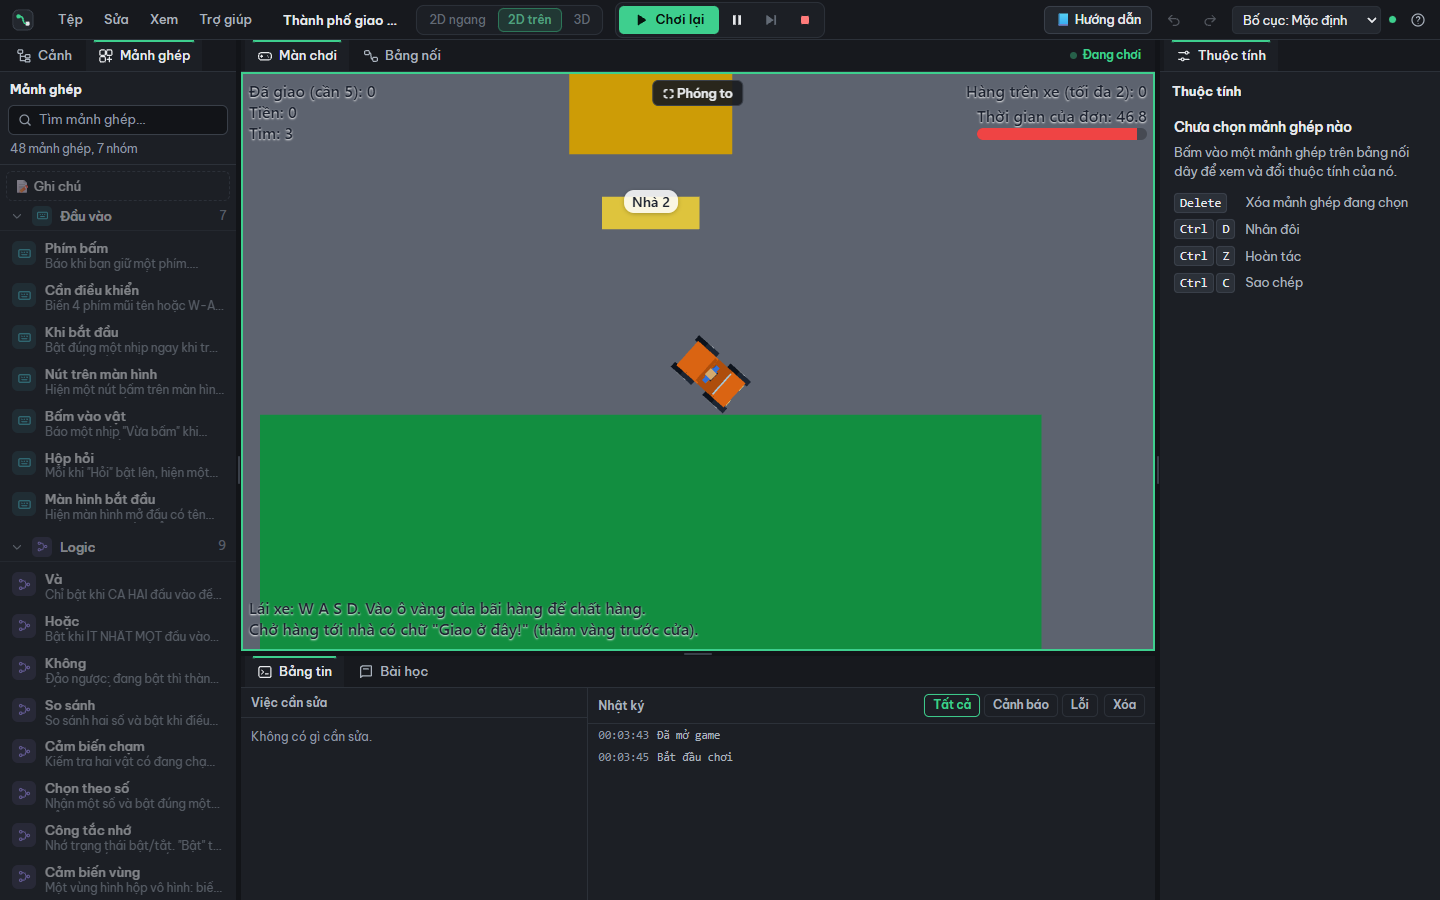 Tệp Sửa Xem Trợ giúp Thành phố giao ... 2D ngang 2D trên 3D Chơi lại Hướng dẫn Bố cục: Mặc định
Cảnh Mảnh ghép
Mảnh ghép
Tìm mảnh ghép...
48 mảnh ghép, 7 nhóm
Ghi chú
Đầu vào 7
Phím bấm
Báo khi bạn giữ một phím....
Cần điều khiển
Biến 4 phím mũi tên hoặc W-A...
Khi bắt đầu
Bật đúng một nhịp ngay khi tr...
Nút trên màn hình
Hiện một nút bấm trên màn hìn...
Bấm vào vật
Báo một nhịp "Vừa bấm" khi...
Hộp hỏi
Mỗi khi "Hỏi" bật lên, hiện một...
Màn hình bắt đầu
Hiện màn hình mở đầu có tên...
Logic 9
Và
Chỉ bật khi CẢ HAI đầu vào đề...
Hoặc
Bật khi ÍT NHẤT MỘT đầu vào...
Không
Đảo ngược: đang bật thì thàn...
So sánh
So sánh hai số và bật khi điều...
Cảm biến chạm
Kiểm tra hai vật có đang chạ...
Chọn theo số
Nhận một số và bật đúng một...
Công tắc nhớ
Nhớ trạng thái bật/tắt. "Bật" t...
Cảm biến vùng
Một vùng hình hộp vô hình: biế...
Màn chơi Bảng nối Đang chơi
Đã giao (cần 5): 0
Tiền: 0
Tim: 3
Phóng to
Hàng trên xe (tối đa 2): 0
Thời gian của đơn: 46.8
Nhà 2
Lái xe: W A S D. Vào ô vàng của bãi hàng để chất hàng.
Chở hàng tới nhà có chữ "Giao ở đây!" (thảm vàng trước cửa).
Bảng tin Bài học
Việc cần sửa
Không có gì cần sửa.
Nhật ký Tất cả Cảnh báo Lỗi Xóa
00:03:43 Đã mở game
00:03:45 Bắt đầu chơi
Thuộc tính
Thuộc tính
Chưa chọn mảnh ghép nào
Bấm vào một mảnh ghép trên bảng nối
dây để xem và đổi thuộc tính của nó.
Delete Xóa mảnh ghép đang chọn
Ctrl D Nhân đôi
Ctrl Z Hoàn tác
Ctrl C Sao chép